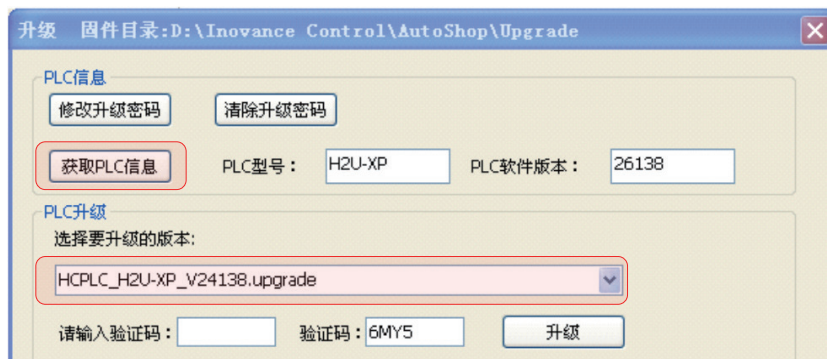 升级 固件目录:D:\Inovance Control\AutoShop\Upgrade
PLC信息
修改升级密码 清除升级密码
获取PLC信息 PLC型号： H2U-XP PLC软件版本： 26138
PLC升级
选择要升级的版本:
HCPLC_H2U-XP_V24138.upgrade
请输入验证码： 验证码：6MY5 升级